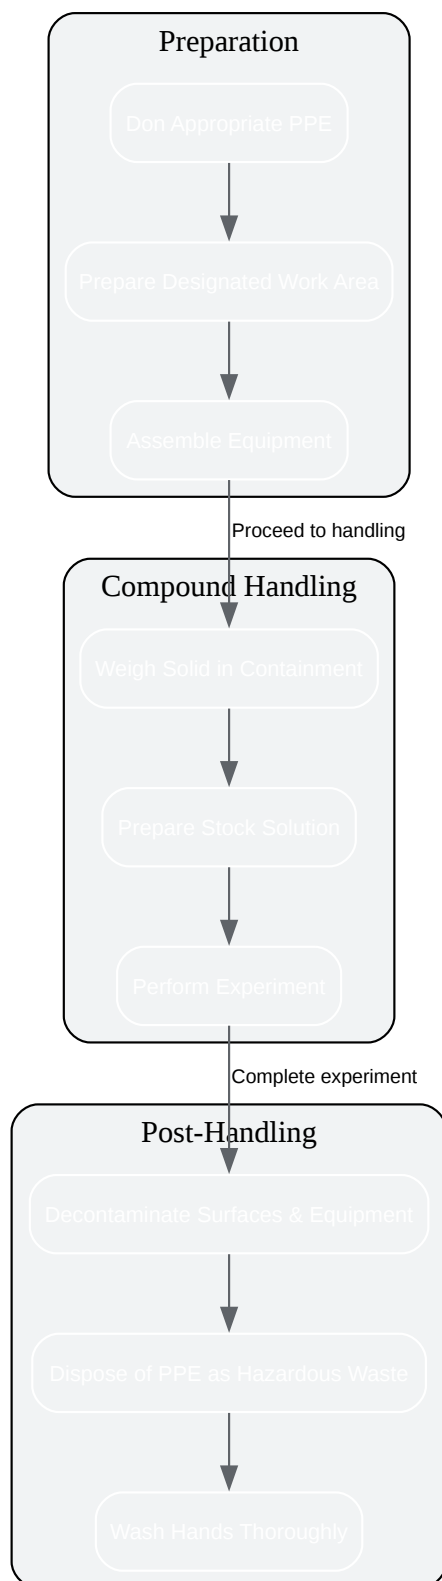 Preparation
Don Appropriate PPE
Prepare Designated Work Area
Assemble Equipment
Proceed to handling
Compound Handling
Weigh Solid in Containment
Prepare Stock Solution
Perform Experiment
Complete experiment
Post-Handling
Decontaminate Surfaces & Equipment
Dispose of PPE as Hazardous Waste
Wash Hands Thoroughly